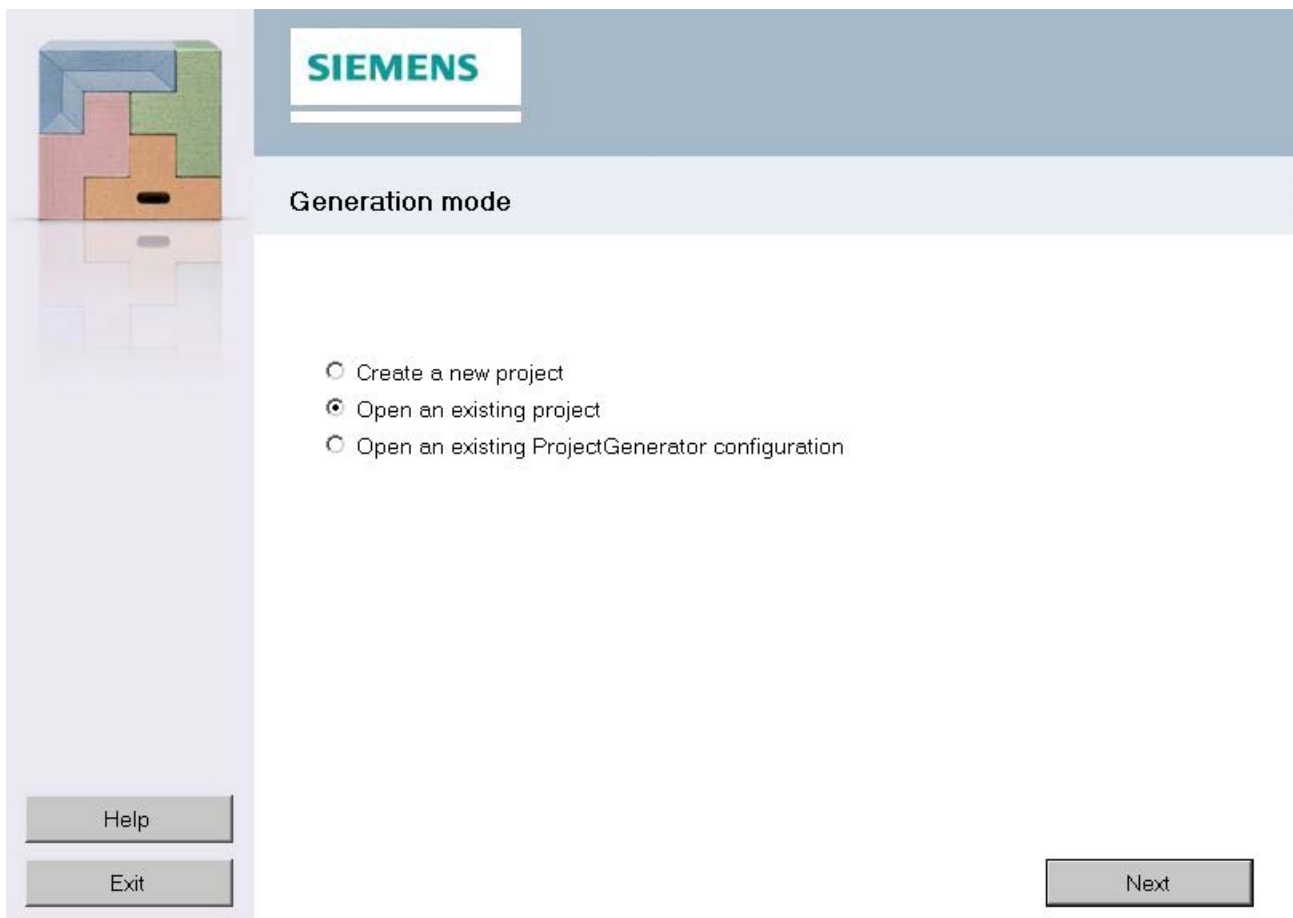 SIEMENS
Generation mode
Create a new project
Open an existing project
Open an existing ProjectGenerator configuration
Help
Exit
Next